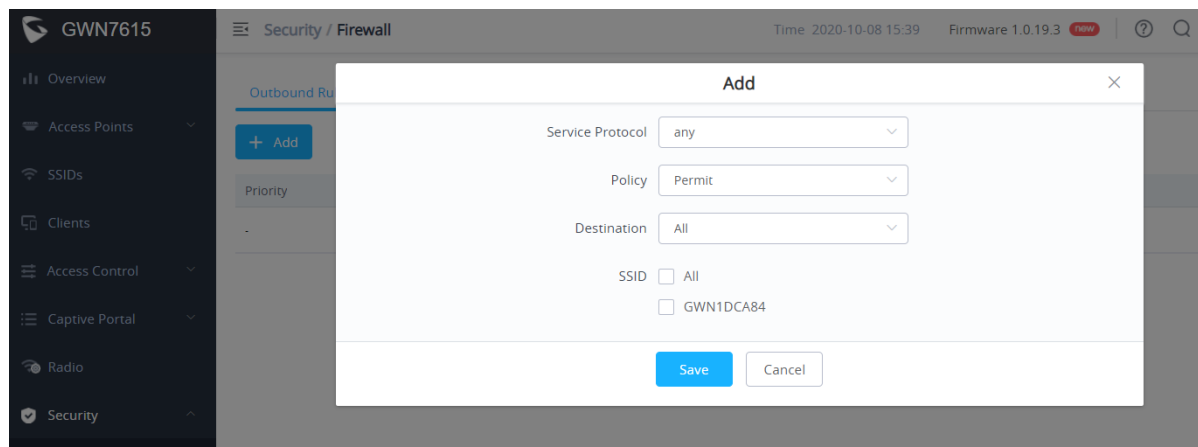 GWN7615
Security / Firewall
Time 2020-10-08 15:39
Firmware 1.0.19.3 new
Overview
Access Points
SSIDs
Clients
Access Control
Captive Portal
Radio
Security
Outbound Ru
+ Add
Priority
-
Add
Service Protocol any
Policy Permit
Destination All
SSID All
GWN1DCA84
Save Cancel